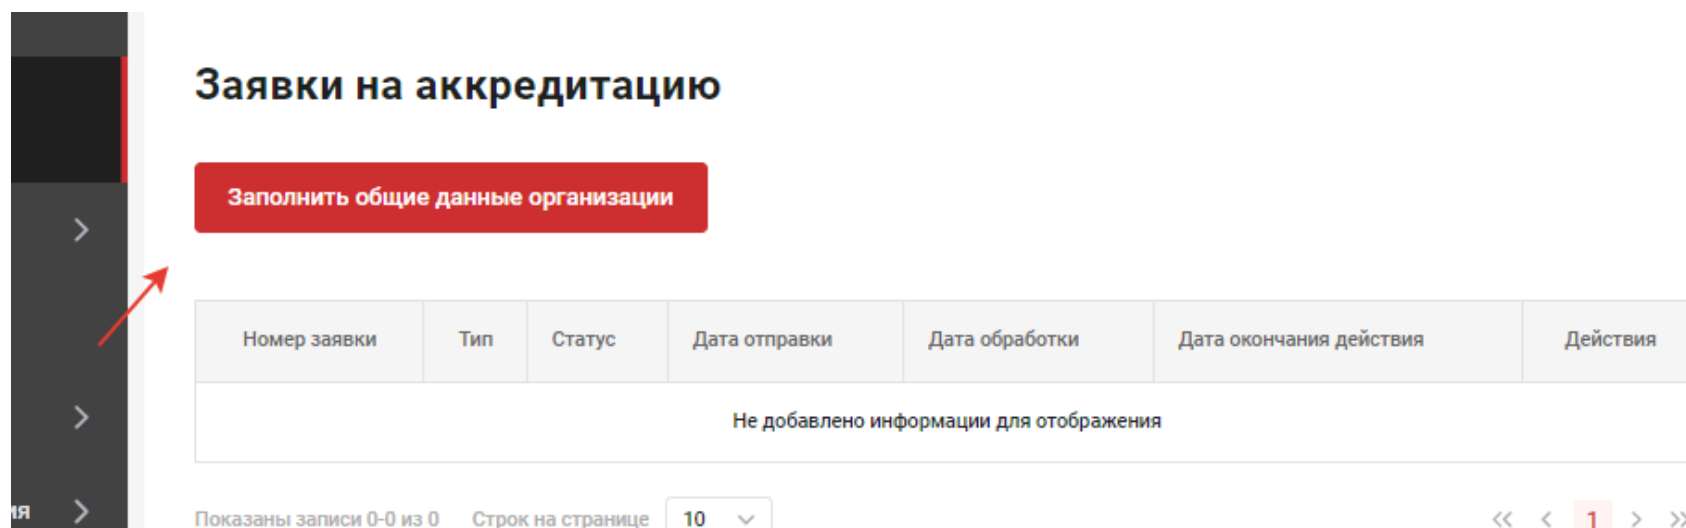 Заявки на аккредитацию
Заполнить общие данные организации
Номер заявки Тип Статус Дата отправки Дата обработки Дата окончания действия Действия
Не добавлено информации для отображения
ия
Показаны записи 0-0 из 0 Строк на странице 10 1